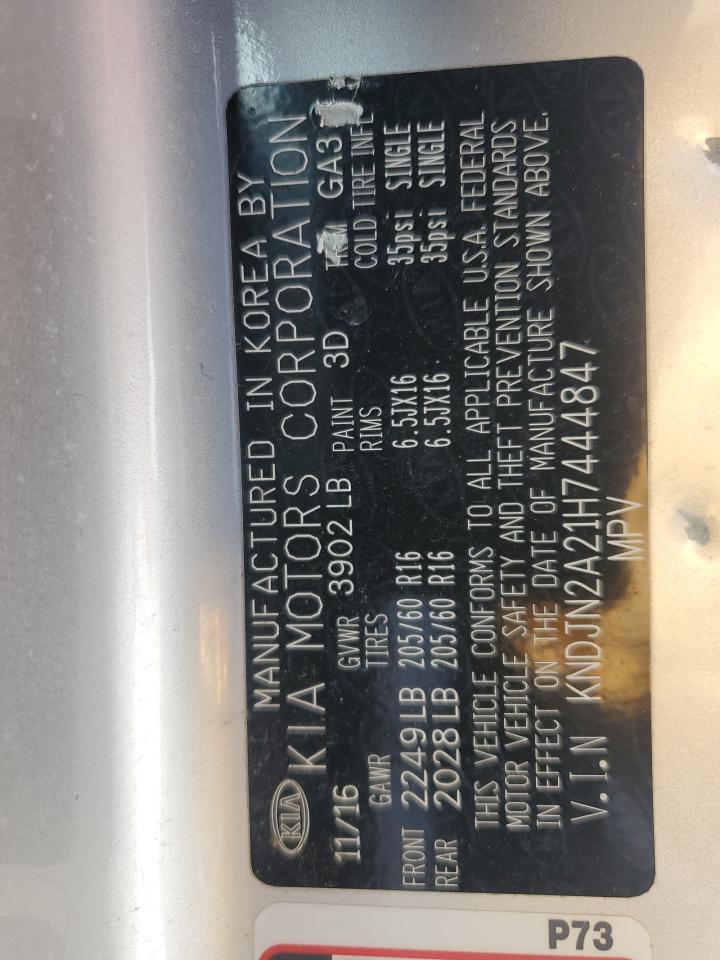 MANUFACTURED IN KOREA BY
KIA KIA MOTORS CORPORATION
11/16 GVWR 3902 LB PAINT 3D TRIM
GAWR TIRES RIMS COLD TIRE INFL
FRONT 2249 LB 205/60 R16 6.5JX16 35psi SINGLE
REAR 2028 LB 205/60 R16 6.5JX16 35psi SINGLE
THIS VEHICLE CONFORMS TO ALL APPLICABLE U.S.A. FEDERAL
MOTOR VEHICLE SAFETY AND THEFT PREVENTION STANDARDS
IN EFFECT ON THE DATE OF MANUFACTURE SHOWN ABOVE.
V.I.N KNDJN2A21H7444847
MPV
P73